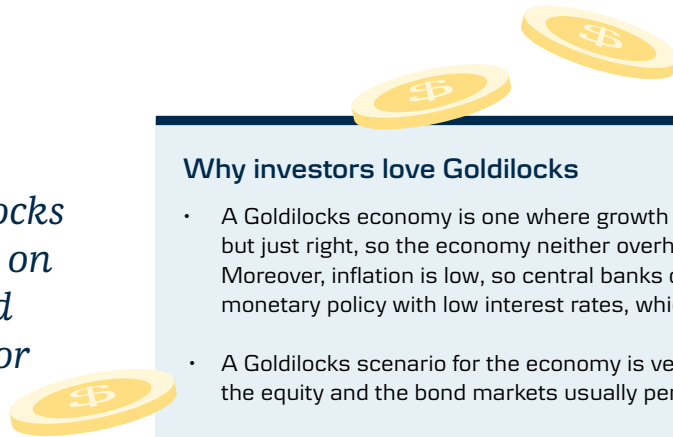 ocks
on
d
or
Why investors love Goldilocks
• A Goldilocks economy is one where growth
but just right, so the economy neither overh
Moreover, inflation is low, so central banks
monetary policy with low interest rates, whi
• A Goldilocks scenario for the economy is ve
the equity and the bond markets usually per
$
$
$